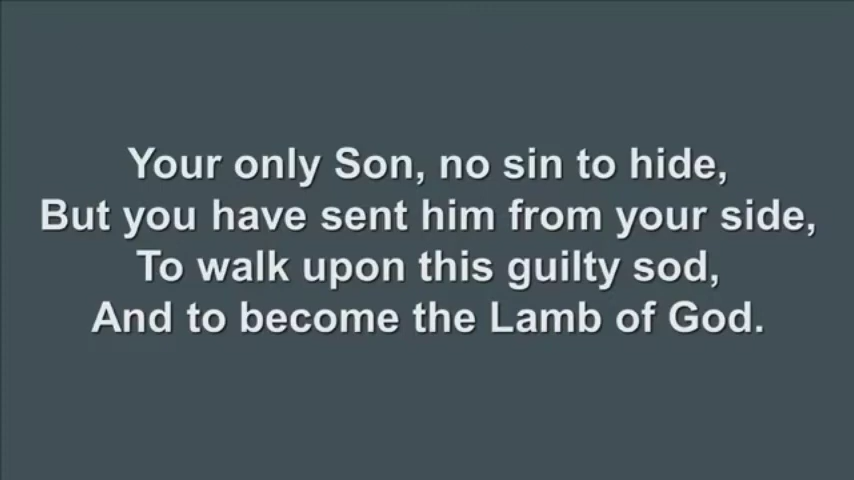 Your only Son, no sin to hide,
But you have sent him from your side,
To walk upon this guilty sod,
And to become the Lamb of God.